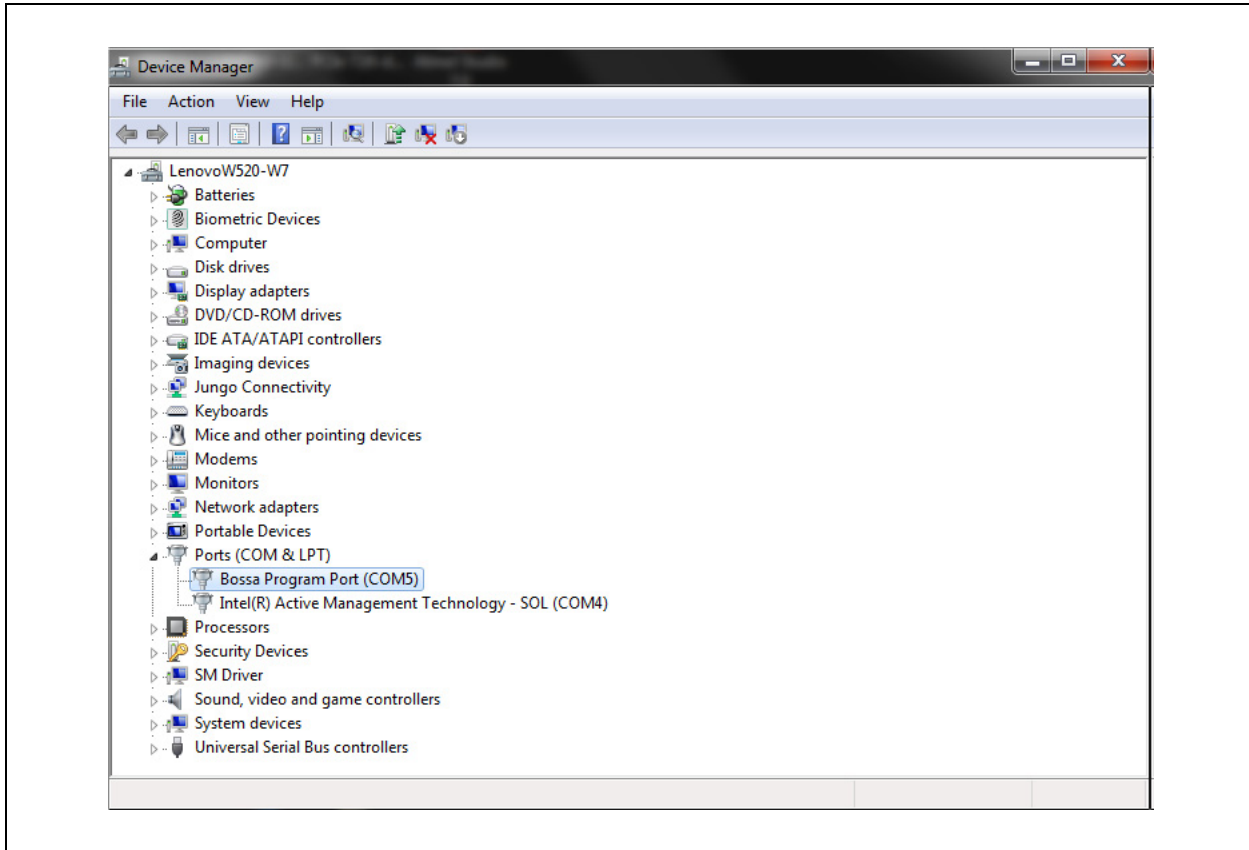 Device Manager
File Action View Help
LenovoW520-W7
Batteries
Biometric Devices
Computer
Disk drives
Display adapters
DVD/CD-ROM drives
IDE ATA/ATAPI controllers
Imaging devices
Jungo Connectivity
Keyboards
Mice and other pointing devices
Modems
Monitors
Network adapters
Portable Devices
Ports (COM & LPT)
Bossa Program Port (COM5)
Intel(R) Active Management Technology - SOL (COM4)
Processors
Security Devices
SM Driver
Sound, video and game controllers
System devices
Universal Serial Bus controllers